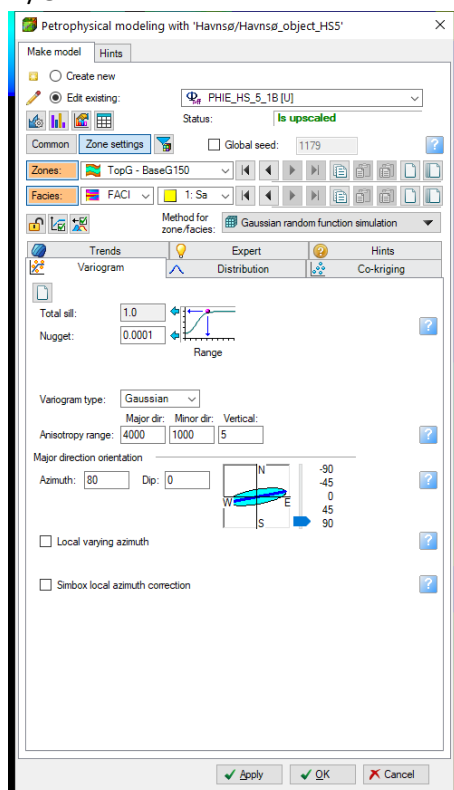 Petrophysical modeling with 'Havnsø/Havnsø_object_HS5'
Make model Hints
Create new
Edit existing: PHIE_HS_5_1B [U]
Status: Is upscaled
Common Zone settings Global seed: 1179
Zones: TopG - BaseG150
Facies: FACI 1: Sa
Method for
zone/facies: Gaussian random function simulation
Trends Expert Hints
Variogram Distribution Co-kriging
Total sill: 1.0
Nugget: 0.0001
Range
Variogram type: Gaussian
Major dir: Minor dir: Vertical:
Anisotropy range: 4000 1000 5
Major direction orientation
Azimuth: 80 Dip: 0
N
W E
S
-90
-45
0
45
90
Local varying azimuth
Simbox local azimuth correction
Apply OK Cancel